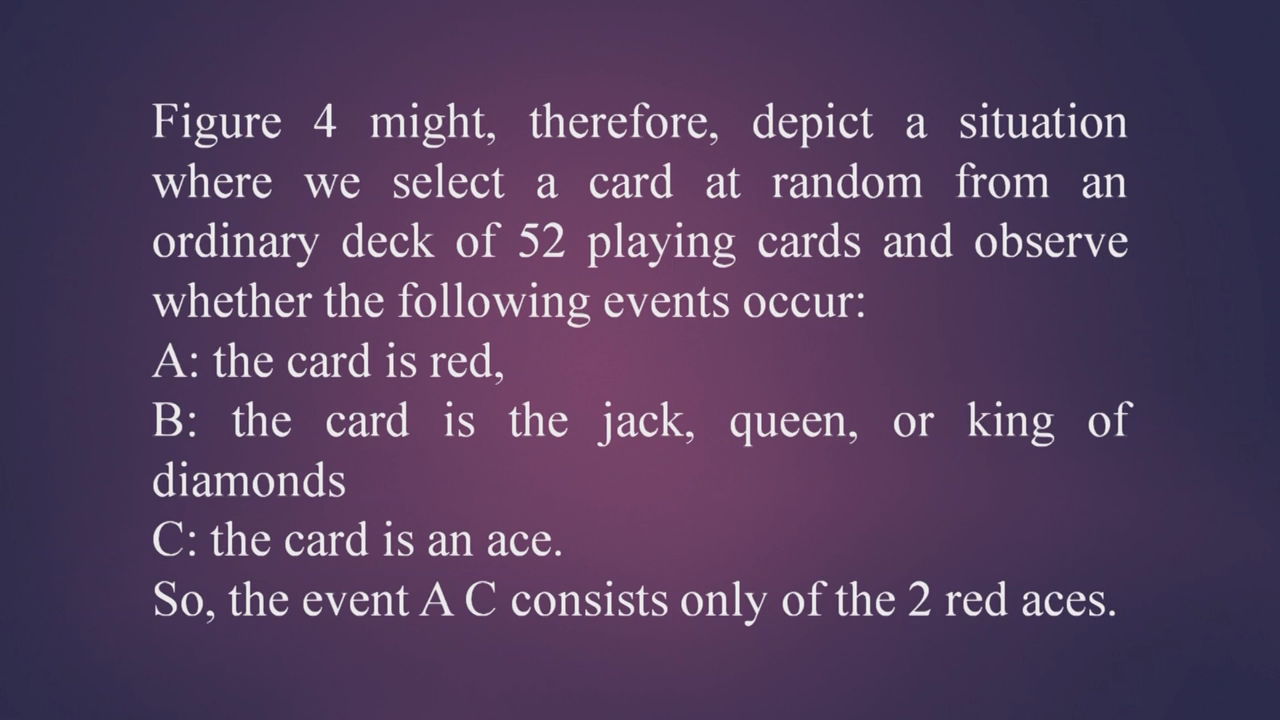 Figure 4 might, therefore, depict a situation
where we select a card at random from an
ordinary deck of 52 playing cards and observe
whether the following events occur:
A: the card is red,
B: the card is the jack, queen, or king of
diamonds
C: the card is an ace.
So, the event A C consists only of the 2 red aces.